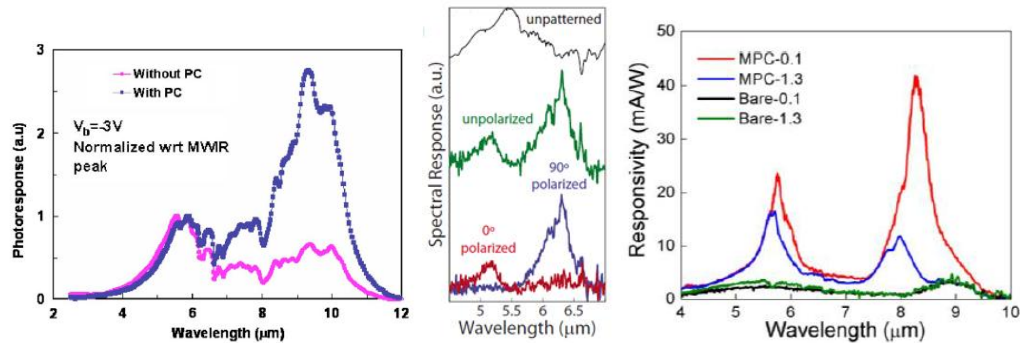 3
2
1
0
Photoresponse (a.u)
Without PC
With PC
Vb=-3V
Normalized wrt MWIR
peak
2 4 6 8 10 12
Wavelength (μm)
Spectral Response (a.u.)
unpatterned
unpolarized
90º
polarized
0º
polarized
5 5.5 6 6.5
Wavelength (μm)
50
40
30
20
10
0
Responsivity (mA/W)
MPC-0.1
MPC-1.3
Bare-0.1
Bare-1.3
4 5 6 7 8 9 10
Wavelength (μm)